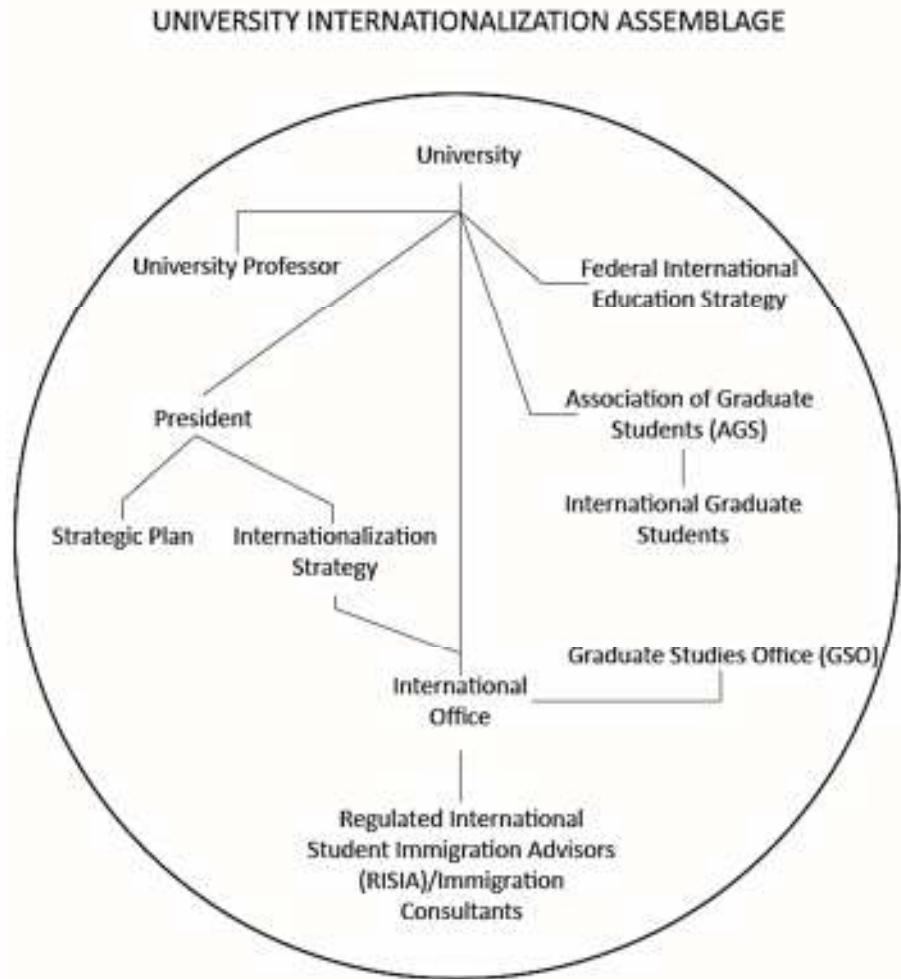 UNIVERSITY INTERNATIONALIZATION ASSEMBLAGE
University
University Professor
Federal International
Education Strategy
President
Association of Graduate
Students (AGS)
Strategic Plan
Internationalization
Strategy
International Graduate
Students
Graduate Studies Office (GSO)
International
Office
Regulated International
Student Immigration Advisors
(RISIA)/Immigration
Consultants